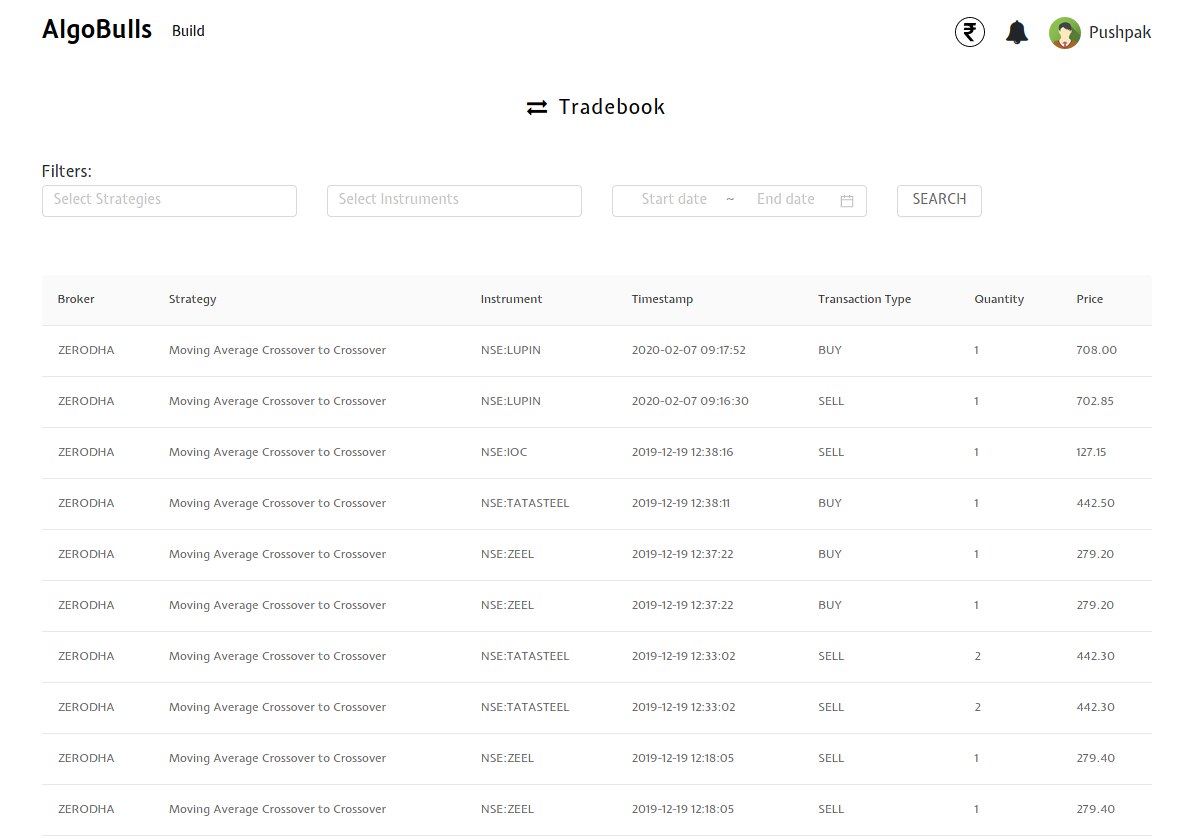 AlgoBulls Build ₹ Pushpak
Tradebook
Filters:
Select Strategies Select Instruments Start date ~ End date SEARCH
Broker Strategy Instrument Timestamp Transaction Type Quantity Price
ZERODHA Moving Average Crossover to Crossover NSE:LUPIN 2020-02-07 09:17:52 BUY 1 708.00
ZERODHA Moving Average Crossover to Crossover NSE:LUPIN 2020-02-07 09:16:30 SELL 1 702.85
ZERODHA Moving Average Crossover to Crossover NSE:IOC 2019-12-19 12:38:16 SELL 1 127.15
ZERODHA Moving Average Crossover to Crossover NSE:TATASTEEL 2019-12-19 12:38:11 BUY 1 442.50
ZERODHA Moving Average Crossover to Crossover NSE:ZEEL 2019-12-19 12:37:22 BUY 1 279.20
ZERODHA Moving Average Crossover to Crossover NSE:ZEEL 2019-12-19 12:37:22 BUY 1 279.20
ZERODHA Moving Average Crossover to Crossover NSE:TATASTEEL 2019-12-19 12:33:02 SELL 2 442.30
ZERODHA Moving Average Crossover to Crossover NSE:TATASTEEL 2019-12-19 12:33:02 SELL 2 442.30
ZERODHA Moving Average Crossover to Crossover NSE:ZEEL 2019-12-19 12:18:05 SELL 1 279.40
ZERODHA Moving Average Crossover to Crossover NSE:ZEEL 2019-12-19 12:18:05 SELL 1 279.40